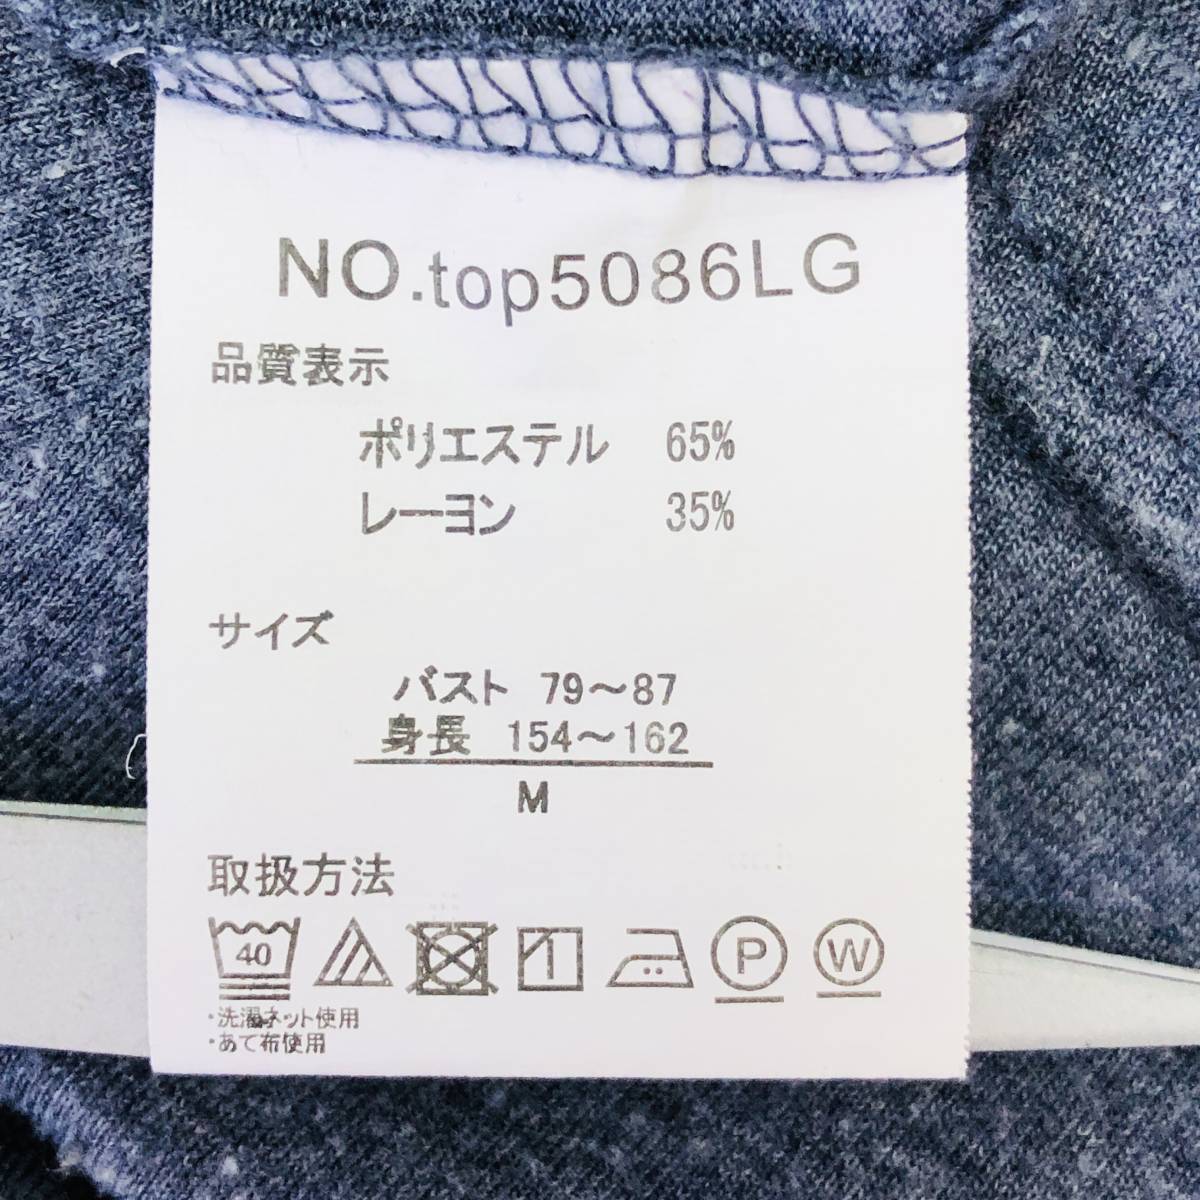 NO.top5086LG
品質表示
ポリエステル 65%
レーヨン 35%
サイズ
バスト 79～87
身長 154～162
M
取扱方法
40 P W
・洗濯ネット使用
・あて布使用